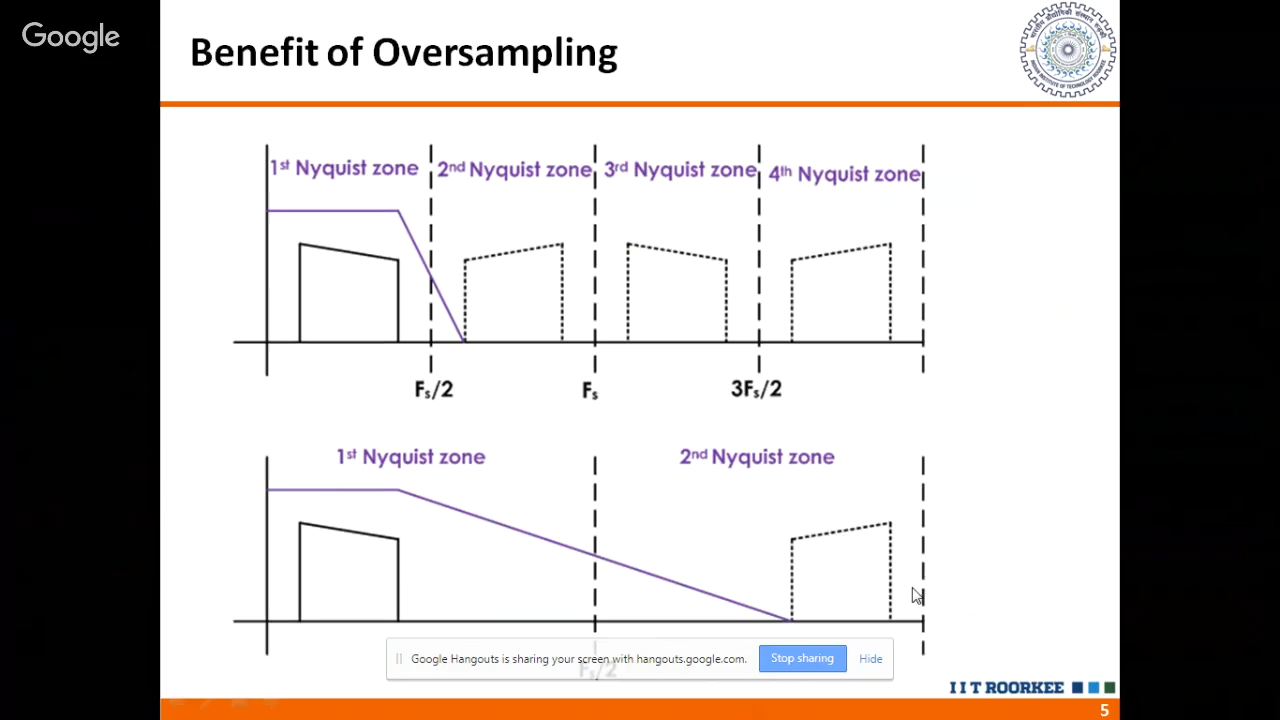 Google
Benefit of Oversampling
1st Nyquist zone
2nd Nyquist zone
3rd Nyquist zone
4th Nyquist zone
Fs/2
Fs
3Fs/2
1st Nyquist zone
2nd Nyquist zone
Google Hangouts is sharing your screen with hangouts.google.com.
Stop sharing
Hide
Fs/2
I I T ROORKEE
5